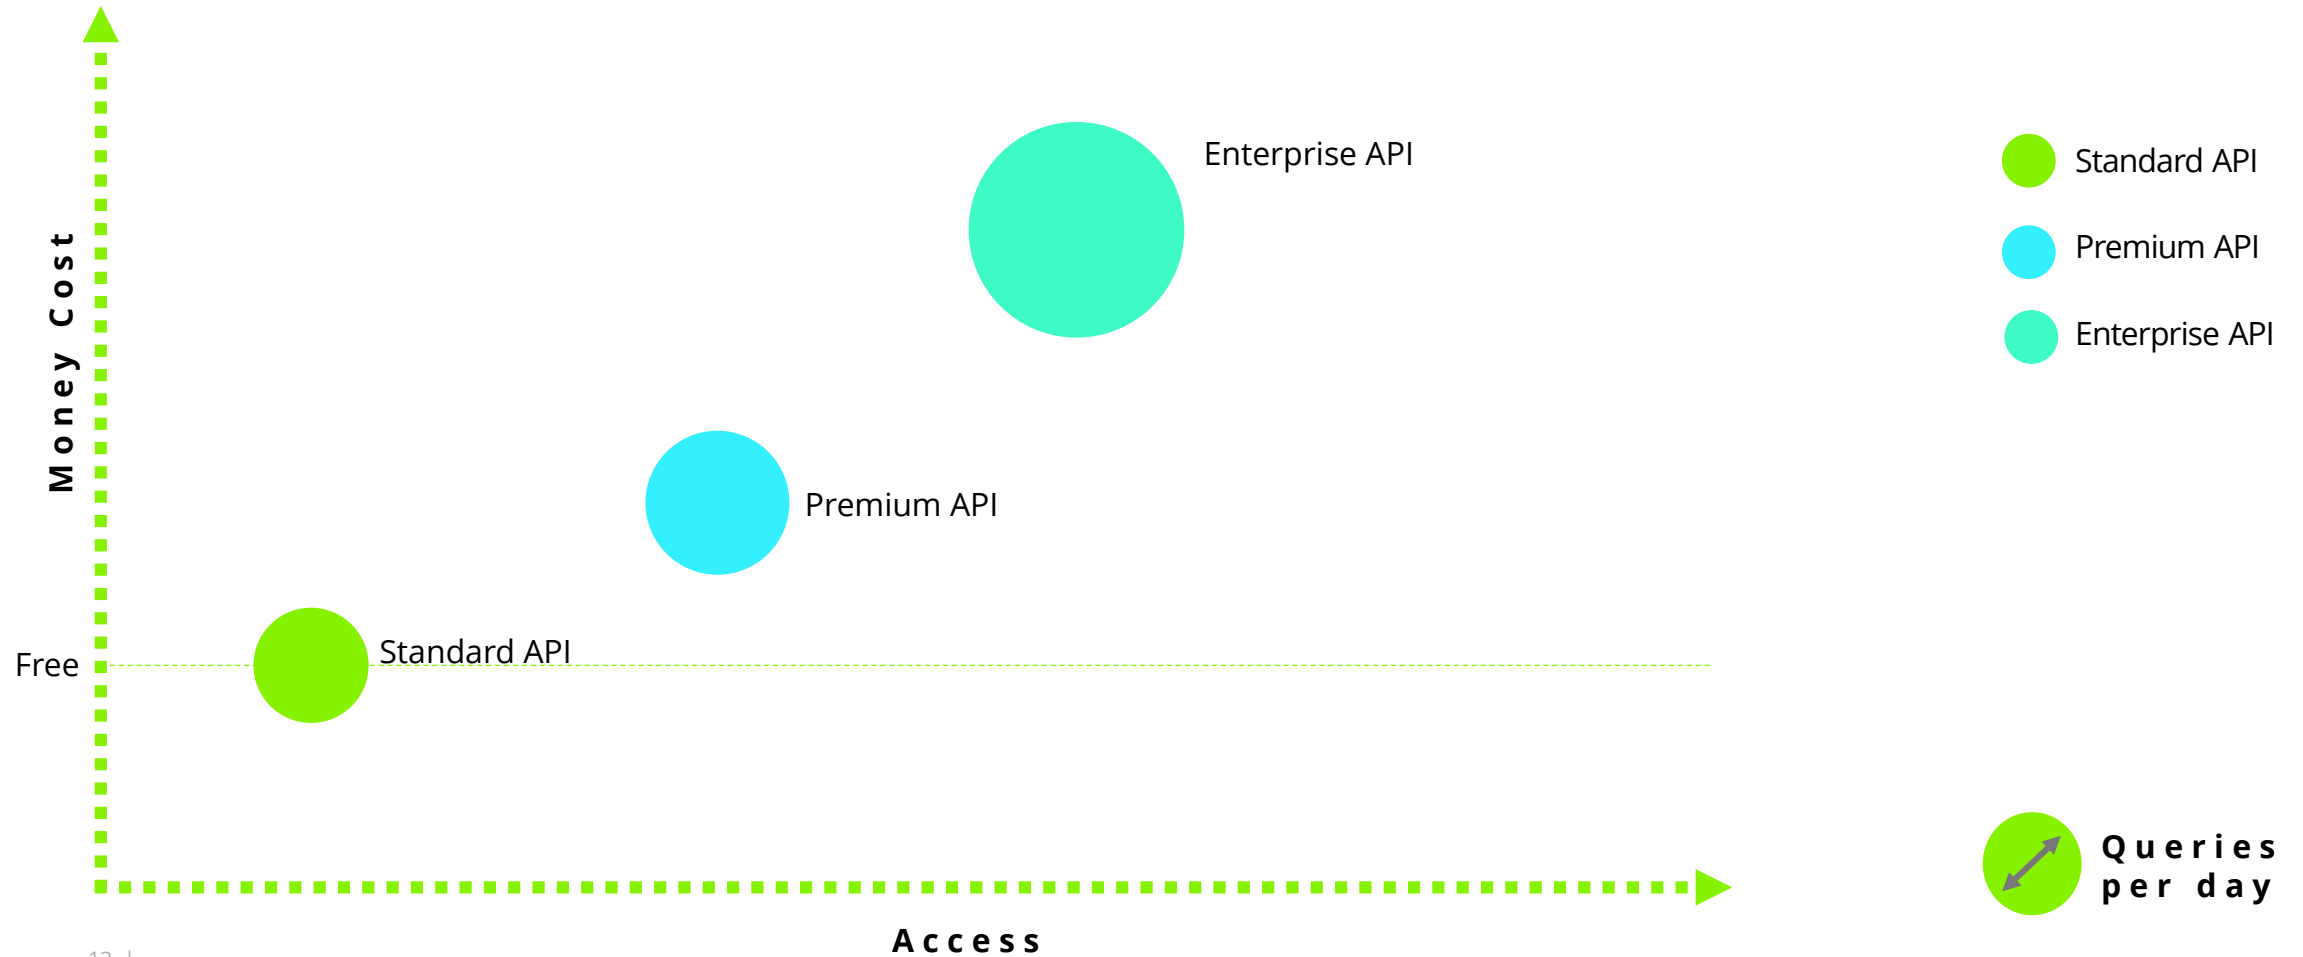 Enterprise API
Standard API
Premium API
Enterprise API
Money Cost
Premium API
Standard API
Free
Queries
per day
Access